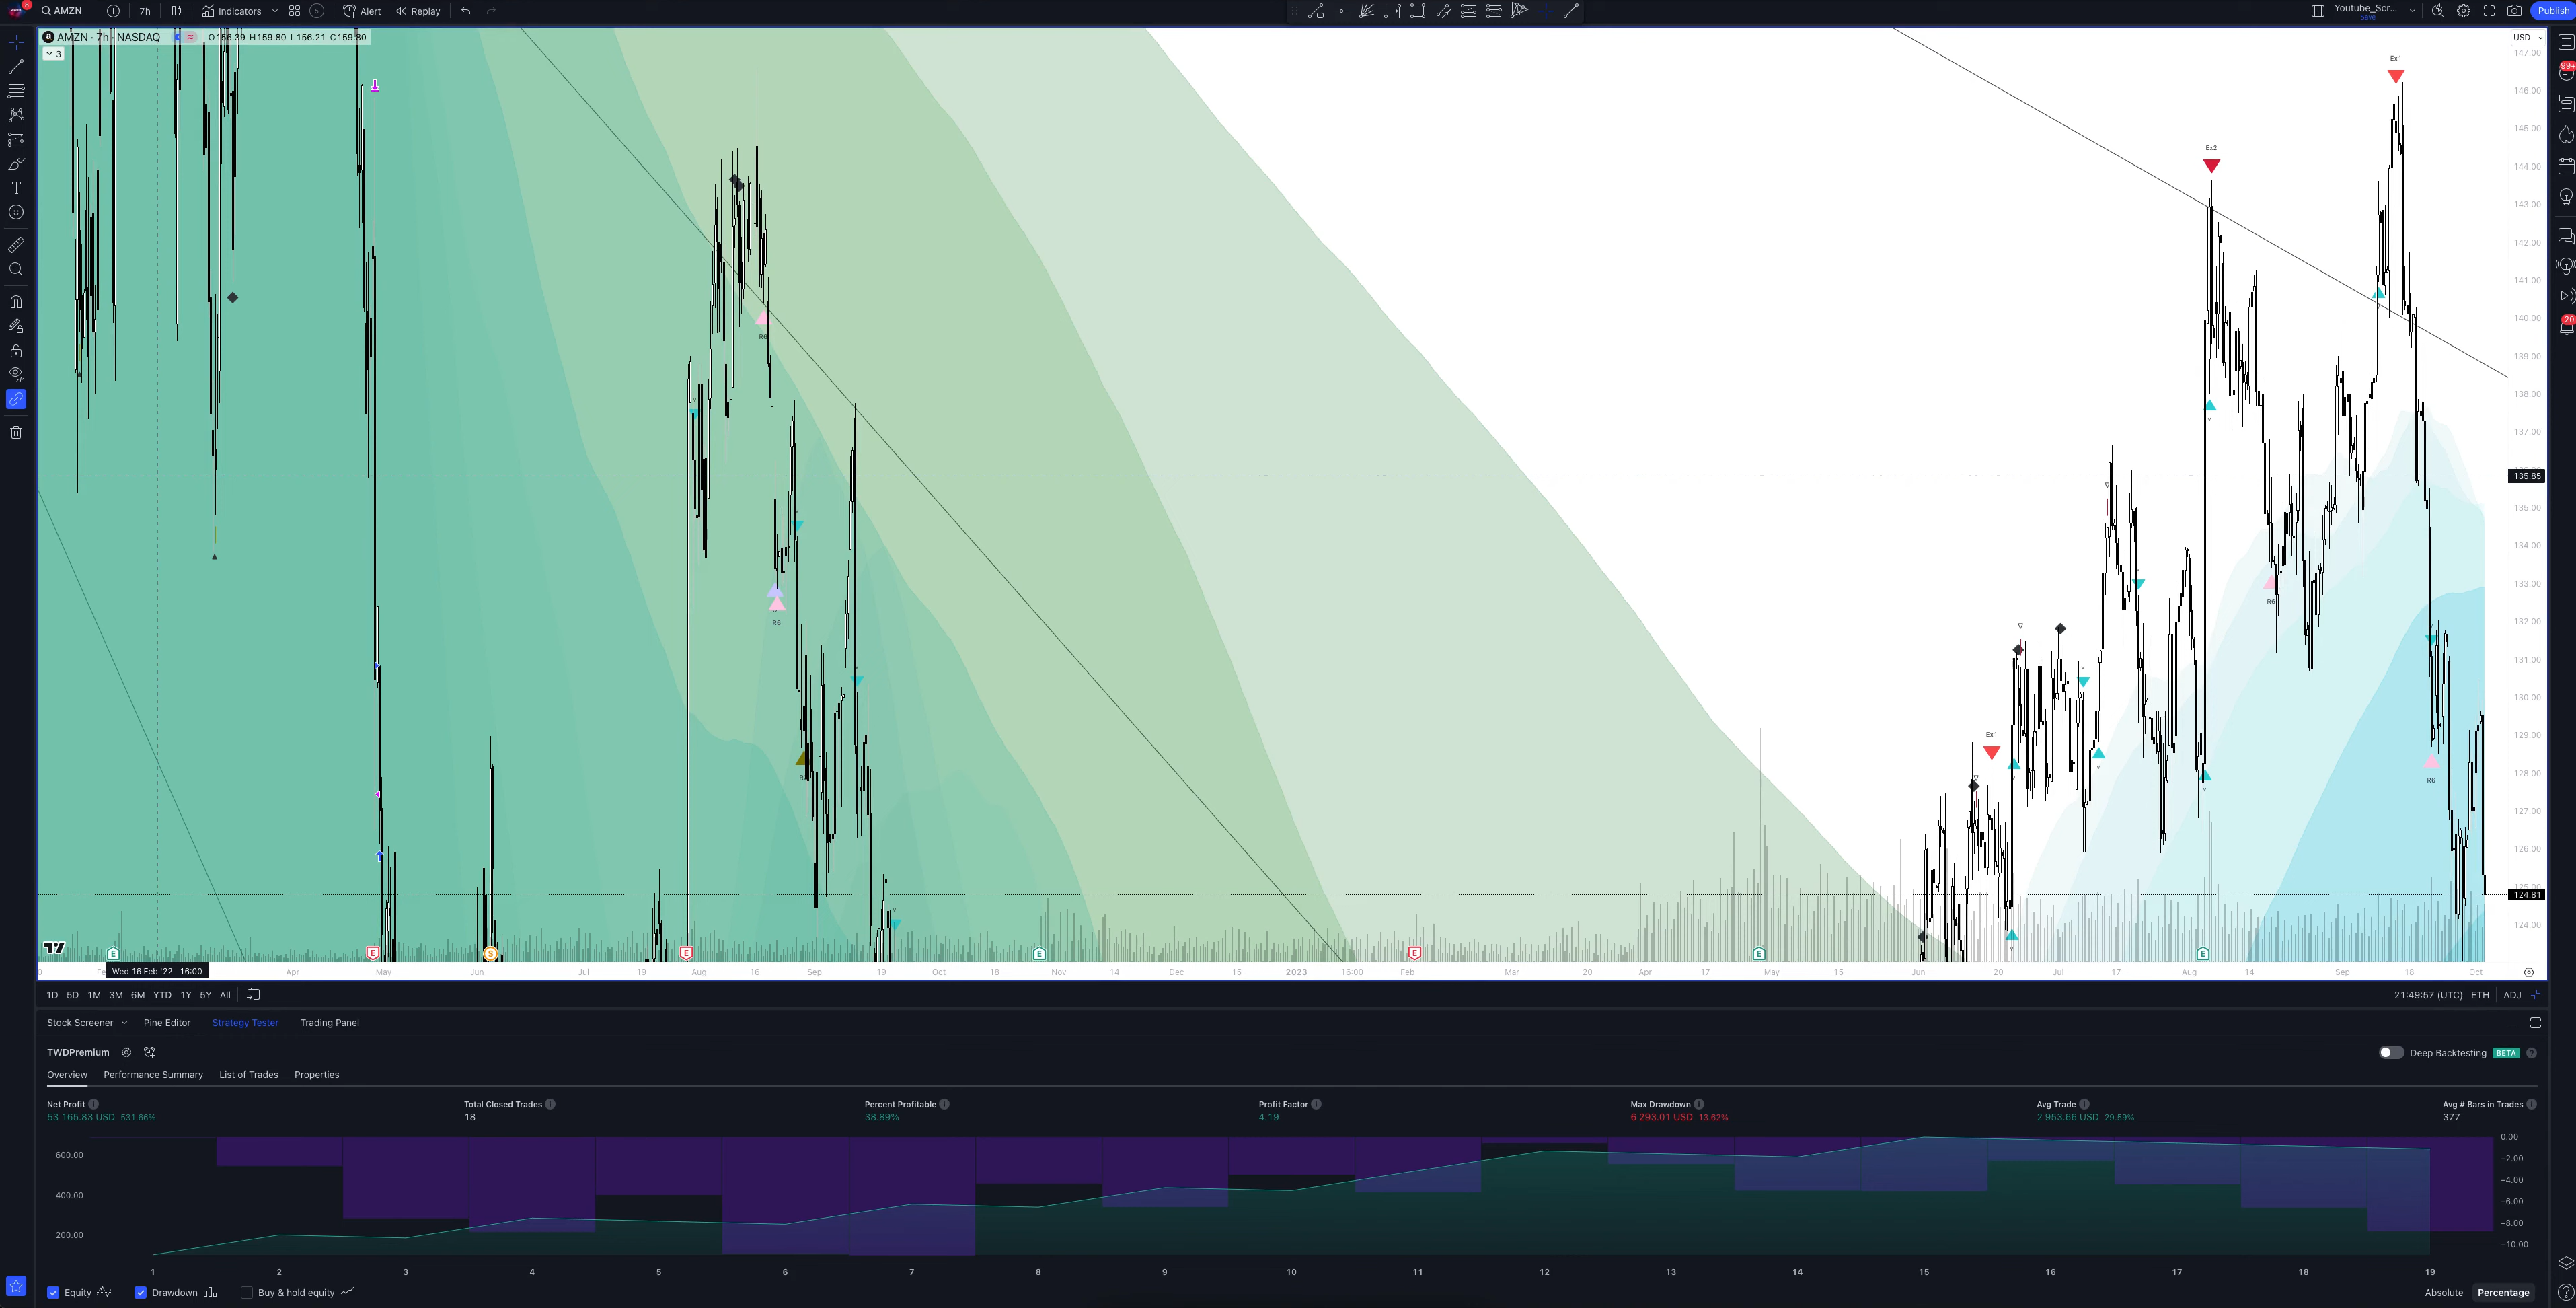 8
AMZN 7h Indicators 5 Alert Replay Youtube_Scr... Save Publish
AMZN · 7h · NASDAQ O156.39 H159.80 L156.21 C159.80
3
USD
147.00
Ex1
146.00
145.00
Ex2
144.00
143.00
142.00
141.00
140.00
R6
139.00
138.00
137.00
135.85
135.00
134.00
133.00
R6
132.00
R6
131.00
130.00
129.00
Ex1
128.00
R6
127.00
126.00
124.81
124.00
E E S E E E E E
Wed 16 Feb '22 16:00 Apr May Jun Jul 19 Aug 16 Sep 19 Oct 18 Nov 14 Dec 15 2023 16:00 Feb Mar 20 Apr 17 May 15 Jun 20 Jul 17 Aug 14 Sep 18 Oct
99+
20
1D 5D 1M 3M 6M YTD 1Y 5Y All 21:49:57 (UTC) ETH ADJ
Stock Screener Pine Editor Strategy Tester Trading Panel
TWDPremium Deep Backtesting BETA
Overview Performance Summary List of Trades Properties
Net Profit Total Closed Trades Percent Profitable Profit Factor Max Drawdown Avg Trade Avg # Bars in Trades
53 165.83 USD 531.66% 18 38.89% 4.19 6 293.01 USD 13.62% 2 953.66 USD 29.59% 377
600.00
400.00
200.00
0.00
−2.00
−4.00
−6.00
−8.00
−10.00
1 2 3 4 5 6 7 8 9 10 11 12 13 14 15 16 17 18 19
Equity Drawdown Buy & hold equity Absolute Percentage